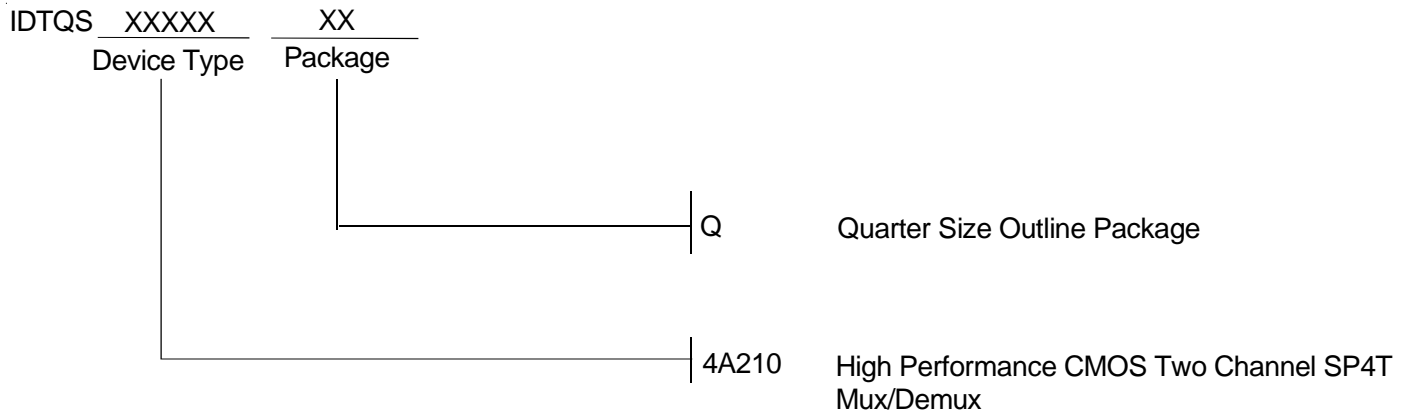 IDTQS XXXXX XX
Device Type Package
Q Quarter Size Outline Package
4A210 High Performance CMOS Two Channel SP4T
Mux/Demux